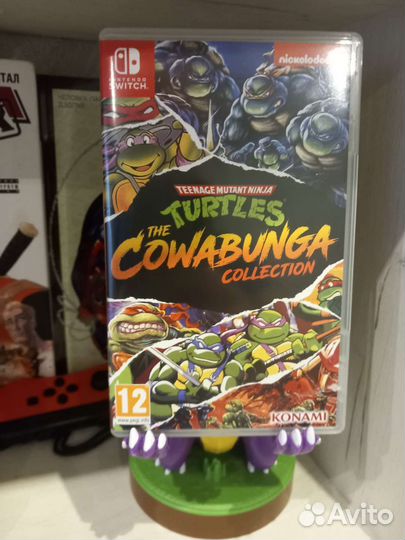 NINTENDO
SWITCH
nickelodeon
TEENAGE MUTANT NINJA
TURTLES
THE
COWABUNGA
COLLECTION
12
www.pegi.info
KONAMI
Avito